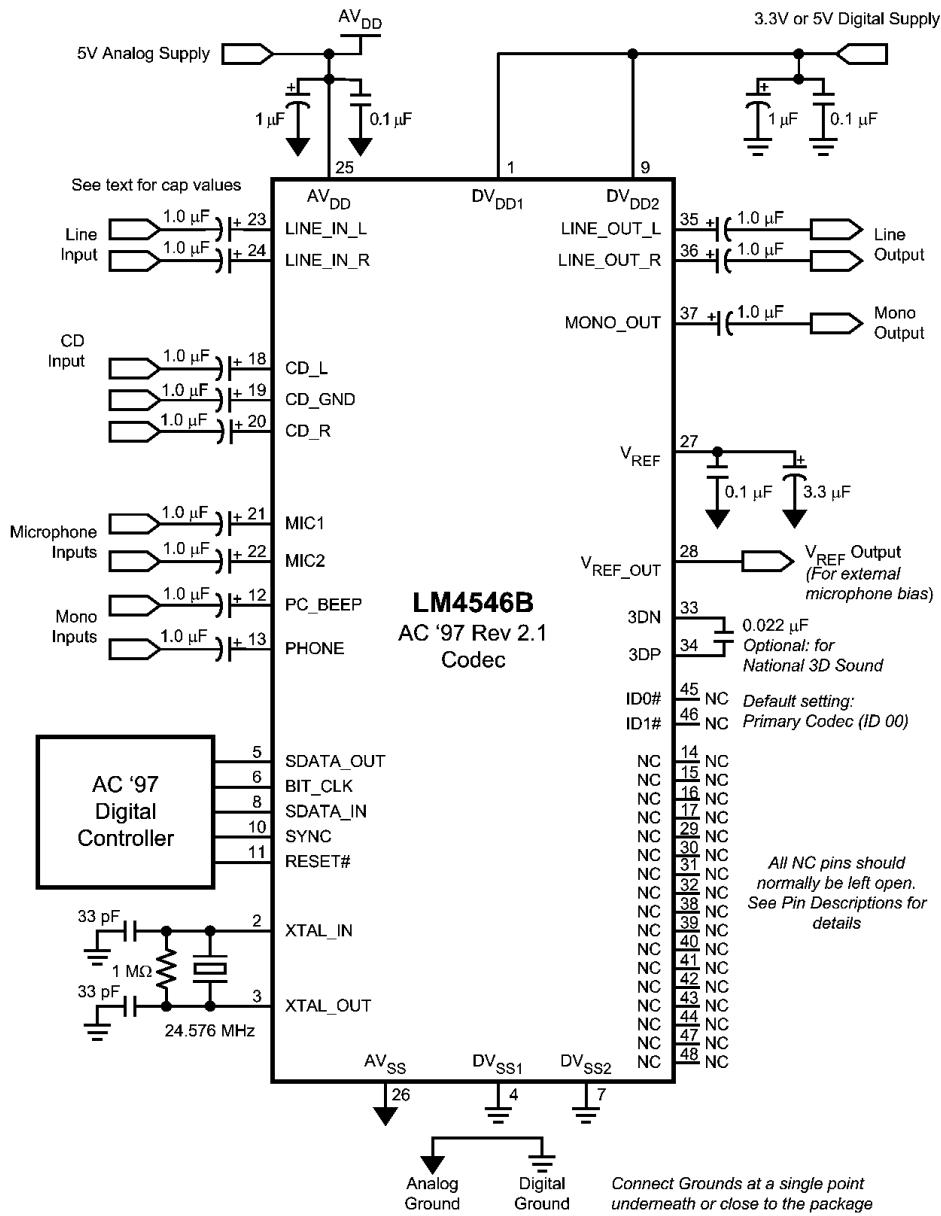 AVDD
3.3V or 5V Digital Supply
5V Analog Supply
+
1 µF
0.1 µF
+
1 µF
0.1 µF
25
1
9
See text for cap values
AVDD
DVDD1
DVDD2
Line
Input
1.0 µF
+ 23
LINE_IN_L
1.0 µF
+ 24
LINE_IN_R
LINE_OUT_L
35 +
1.0 µF
LINE_OUT_R
36 +
1.0 µF
Line
Output
MONO_OUT
37 +
1.0 µF
Mono
Output
CD
Input
1.0 µF
+ 18
CD_L
1.0 µF
+ 19
CD_GND
1.0 µF
+ 20
CD_R
VREF
27
+
0.1 µF
3.3 µF
Microphone
Inputs
1.0 µF
+ 21
MIC1
1.0 µF
+ 22
MIC2
VREF_OUT
28
VREF Output
(For external
microphone bias)
Mono
Inputs
1.0 µF
+ 12
PC_BEEP
1.0 µF
+ 13
PHONE
LM4546B
AC '97 Rev 2.1
Codec
3DN
33
3DP
34
0.022 µF
Optional: for
National 3D Sound
ID0#
45
NC
ID1#
46
NC
Default setting:
Primary Codec (ID 00)
AC '97
Digital
Controller
5
SDATA_OUT
6
BIT_CLK
8
SDATA_IN
10
SYNC
11
RESET#
NC 14 NC
NC 15 NC
NC 16 NC
NC 17 NC
NC 29 NC
NC 30 NC
NC 31 NC
NC 32 NC
NC 38 NC
NC 39 NC
NC 40 NC
NC 41 NC
NC 42 NC
NC 43 NC
NC 44 NC
NC 47 NC
NC 48 NC
All NC pins should
normally be left open.
See Pin Descriptions for
details
33 pF
2
XTAL_IN
1 MΩ
33 pF
3
XTAL_OUT
24.576 MHz
AVSS
DVSS1
DVSS2
26
4
7
Analog
Ground
Digital
Ground
Connect Grounds at a single point
underneath or close to the package